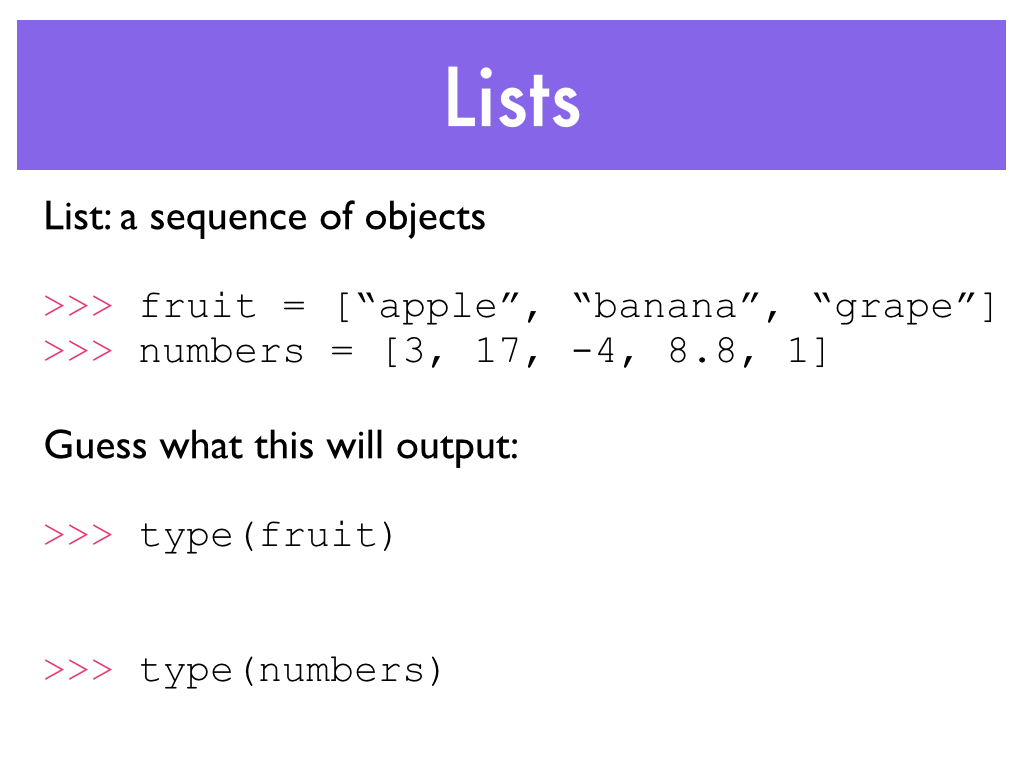 Lists
List: a sequence of objects
>>> fruit = [“apple”, “banana”, “grape”]
>>> numbers = [3, 17, -4, 8.8, 1]
Guess what this will output:
>>> type(fruit)
>>> type(numbers)